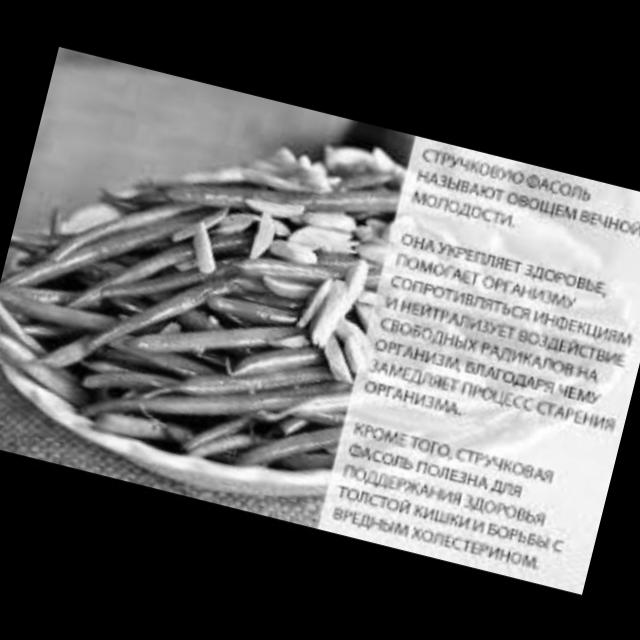 СТРУЧКОВУЮ ФАСОЛЬ
НАЗЫВАЮТ ОВОЩЕМ ВЕЧНОЙ
МОЛОДОСТИ.
ОНА УКРЕПЛЯЕТ ЗДОРОВЬЕ,
ПОМОГАЕТ ОРГАНИЗМУ
СОПРОТИВЛЯТЬСЯ ИНФЕКЦИЯМ
И НЕЙТРАЛИЗУЕТ ВОЗДЕЙСТВИЕ
СВОБОДНЫХ РАДИКАЛОВ НА
ОРГАНИЗМ, БЛАГОДАРЯ ЧЕМУ
ЗАМЕДЛЯЕТ ПРОЦЕСС СТАРЕНИЯ
ОРГАНИЗМА.
КРОМЕ ТОГО, СТРУЧКОВАЯ
ФАСОЛЬ ПОЛЕЗНА ДЛЯ
ПОДДЕРЖАНИЯ ЗДОРОВЬЯ
ТОЛСТОЙ КИШКИ И БОРЬБЫ С
ВРЕДНЫМ ХОЛЕСТЕРИНОМ.